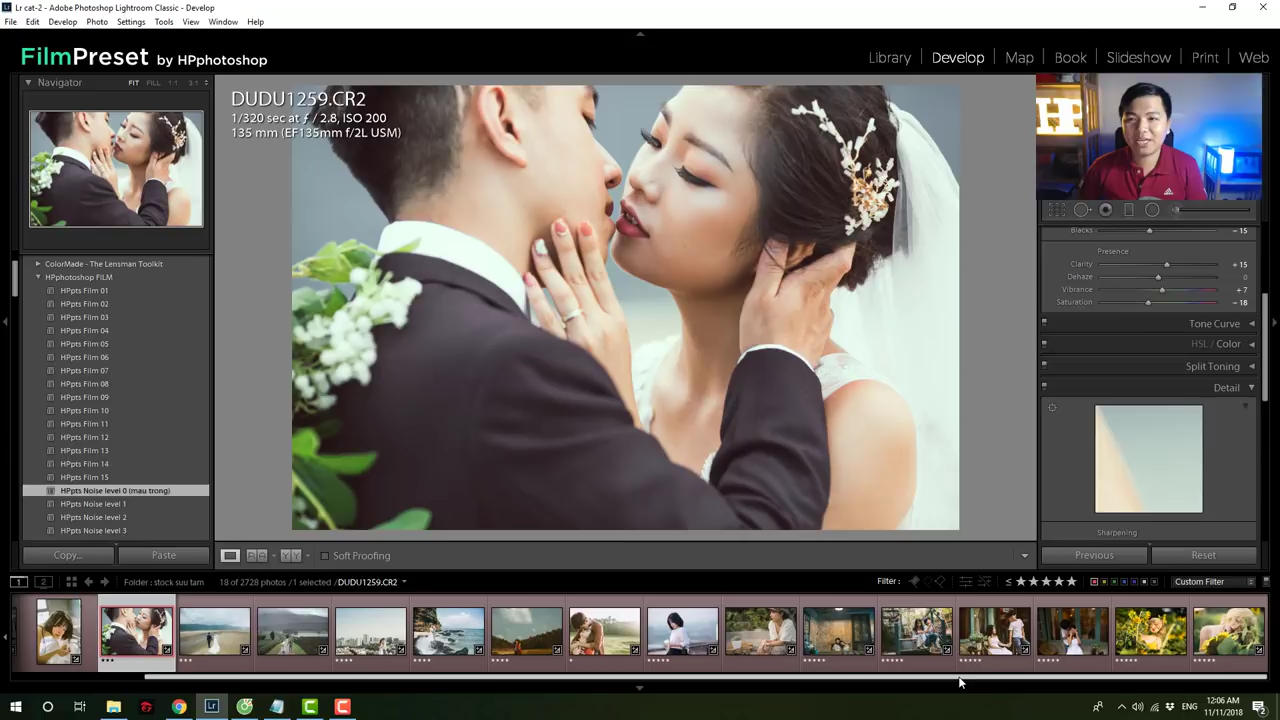 Lr cat-2 - Adobe Photoshop Lightroom Classic - Develop
File Edit Develop Photo Settings Tools View Window Help
FilmPreset by HPphotoshop
Library Develop Map Book Slideshow Print Web
Navigator FIT FILL 1:1 3:1
DUDU1259.CR2
1/320 sec at ƒ / 2.8, ISO 200
135 mm (EF135mm f/2L USM)
ColorMade - The Lensman Toolkit
HPphotoshop FILM
HPpts Film 01
HPpts Film 02
HPpts Film 03
HPpts Film 04
HPpts Film 05
HPpts Film 06
HPpts Film 07
HPpts Film 08
HPpts Film 09
HPpts Film 10
HPpts Film 11
HPpts Film 12
HPpts Film 13
HPpts Film 14
HPpts Film 15
HPpts Noise level 0 (mau trong)
HPpts Noise level 1
HPpts Noise level 2
HPpts Noise level 3
Copy... Paste
H
Blacks - 15
Presence
Clarity + 15
Dehaze 0
Vibrance + 7
Saturation - 18
Tone Curve
HSL / Color
Split Toning
Detail
Sharpening
Previous Reset
Soft Proofing
1 2 Folder : stock suu tam 18 of 2728 photos / 1 selected / DUDU1259.CR2 Filter : Custom Filter
ENG 12:06 AM
11/11/2018 2